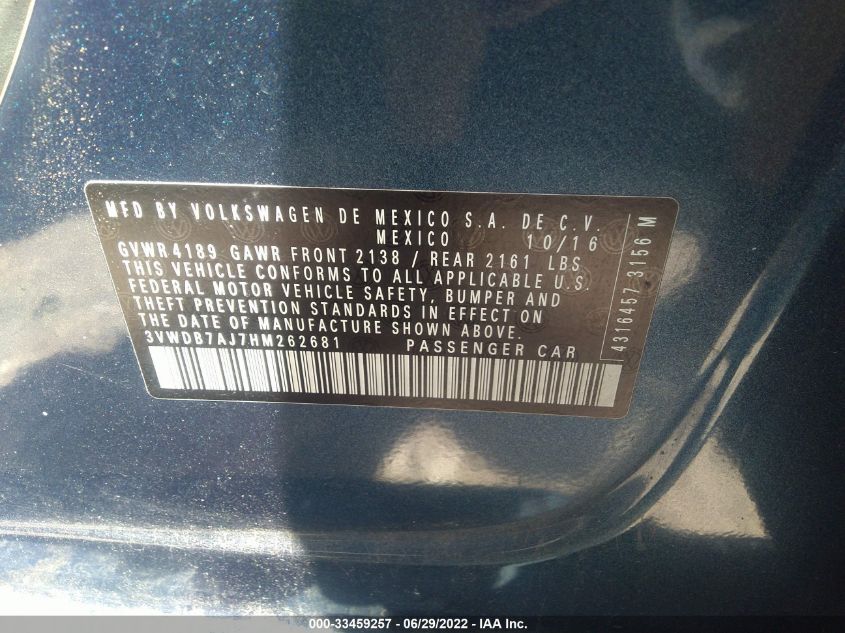 MFD BY VOLKSWAGEN DE MEXICO S.A. DE C.V.
MEXICO 10/16
GVWR 4189 GAWR FRONT 2138 / REAR 2161 LBS
THIS VEHICLE CONFORMS TO ALL APPLICABLE U.S.
FEDERAL MOTOR VEHICLE SAFETY, BUMPER AND
THEFT PREVENTION STANDARDS IN EFFECT ON
THE DATE OF MANUFACTURE SHOWN ABOVE.
3VWDB7AJ7HM262681 PASSENGER CAR
4316457 3156 M
000-33459257 - 06/29/2022 - IAA Inc.